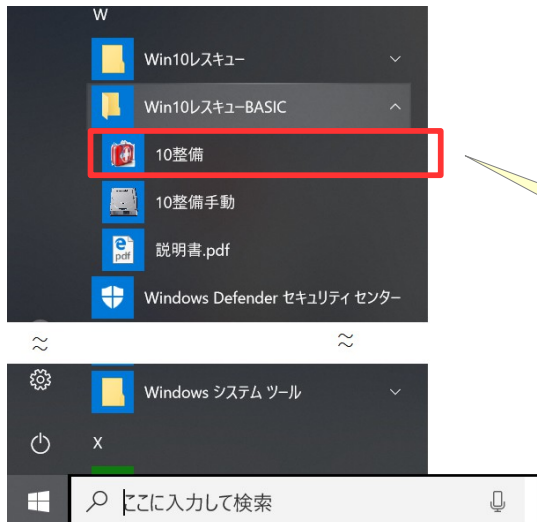 W
Win10レスキュー
Win10レスキューBASIC
10整備
10整備手動
説明書.pdf
Windows Defender セキュリティ センター
≈ ≈
Windows システム ツール
X
ここに入力して検索